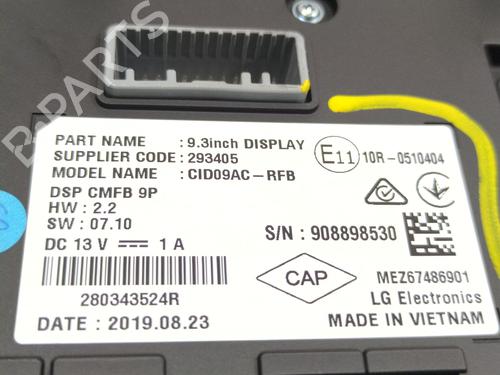 B-PARTS
PART NAME : 9.3inch DISPLAY
SUPPLIER CODE : 293405
MODEL NAME : CID09AC-RFB
DSP CMFB 9P
HW : 2.2
SW : 07.10
DC 13 V ⎓ 1 A
280343524R
DATE : 2019.08.23
E11 10R-0510404
S/N : 908898530
CAP
MEZ67486901
LG Electronics
MADE IN VIETNAM